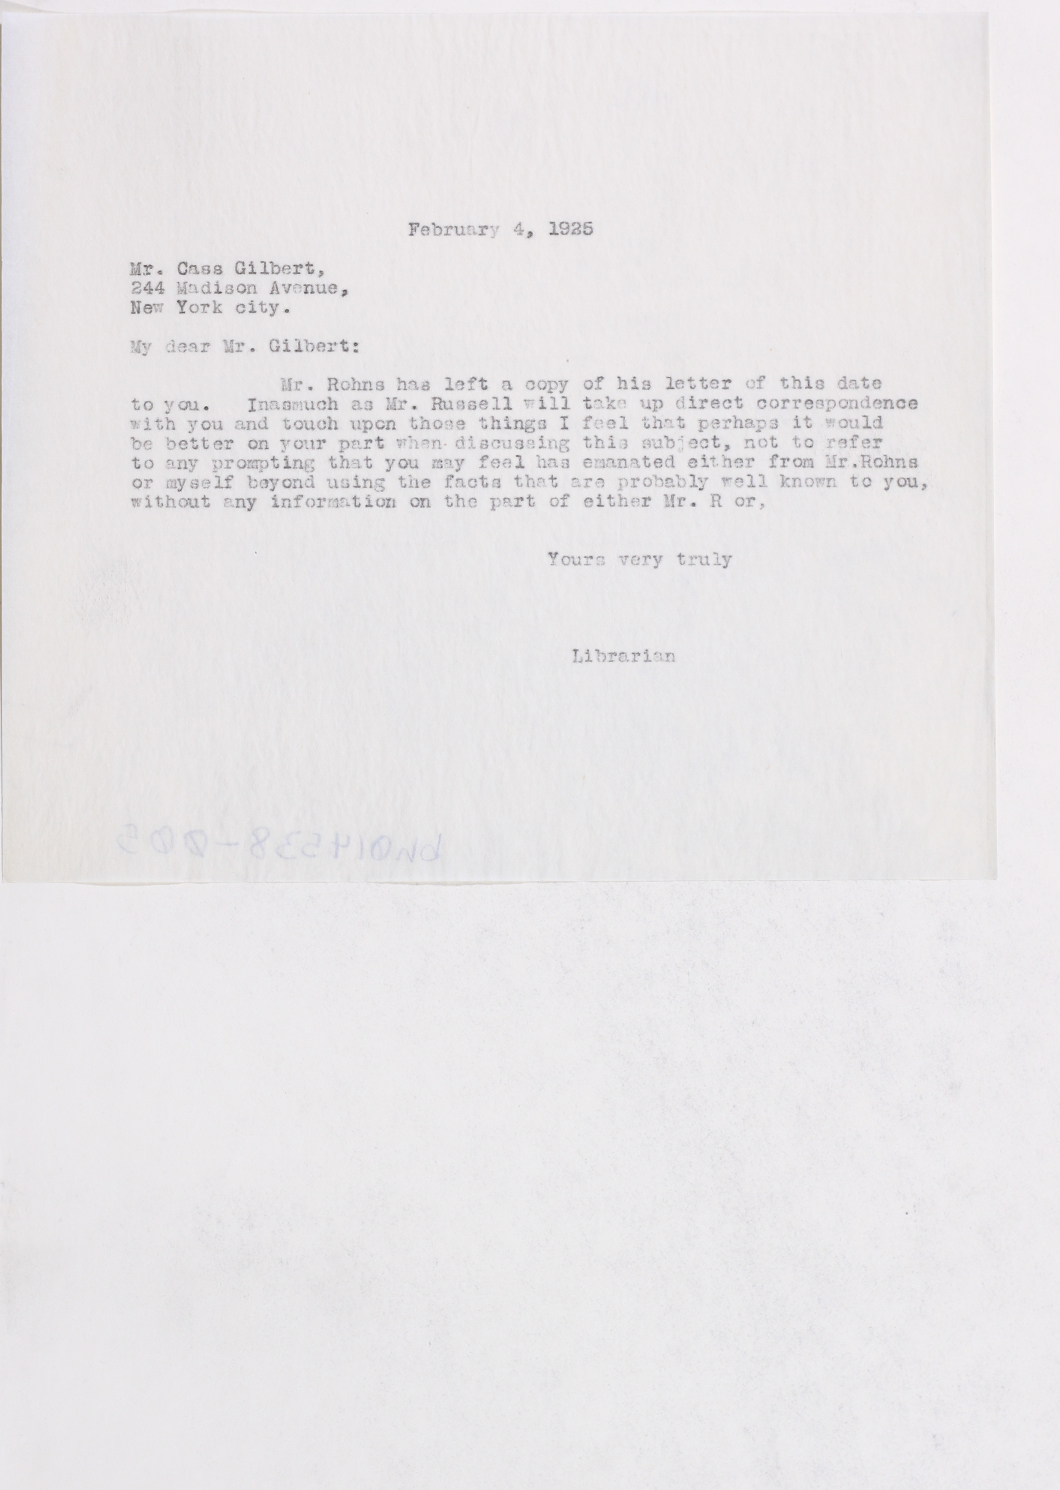 February 4, 1925
Mr. Cass Gilbert,
244 Madison Avenue,
New York city.
My dear Mr. Gilbert:
Mr. Rohns has left a copy of his letter of this date
to you. Inasmuch as Mr. Russell will take up direct correspondence
with you and touch upon those things I feel that perhaps it would
be better on your part when discussing this subject, not to refer
to any prompting that you may feel has emanated either from Mr.Rohns
or myself beyond using the facts that are probably well known to you,
without any information on the part of either Mr. R or,
Yours very truly
Librarian
bw014538-005